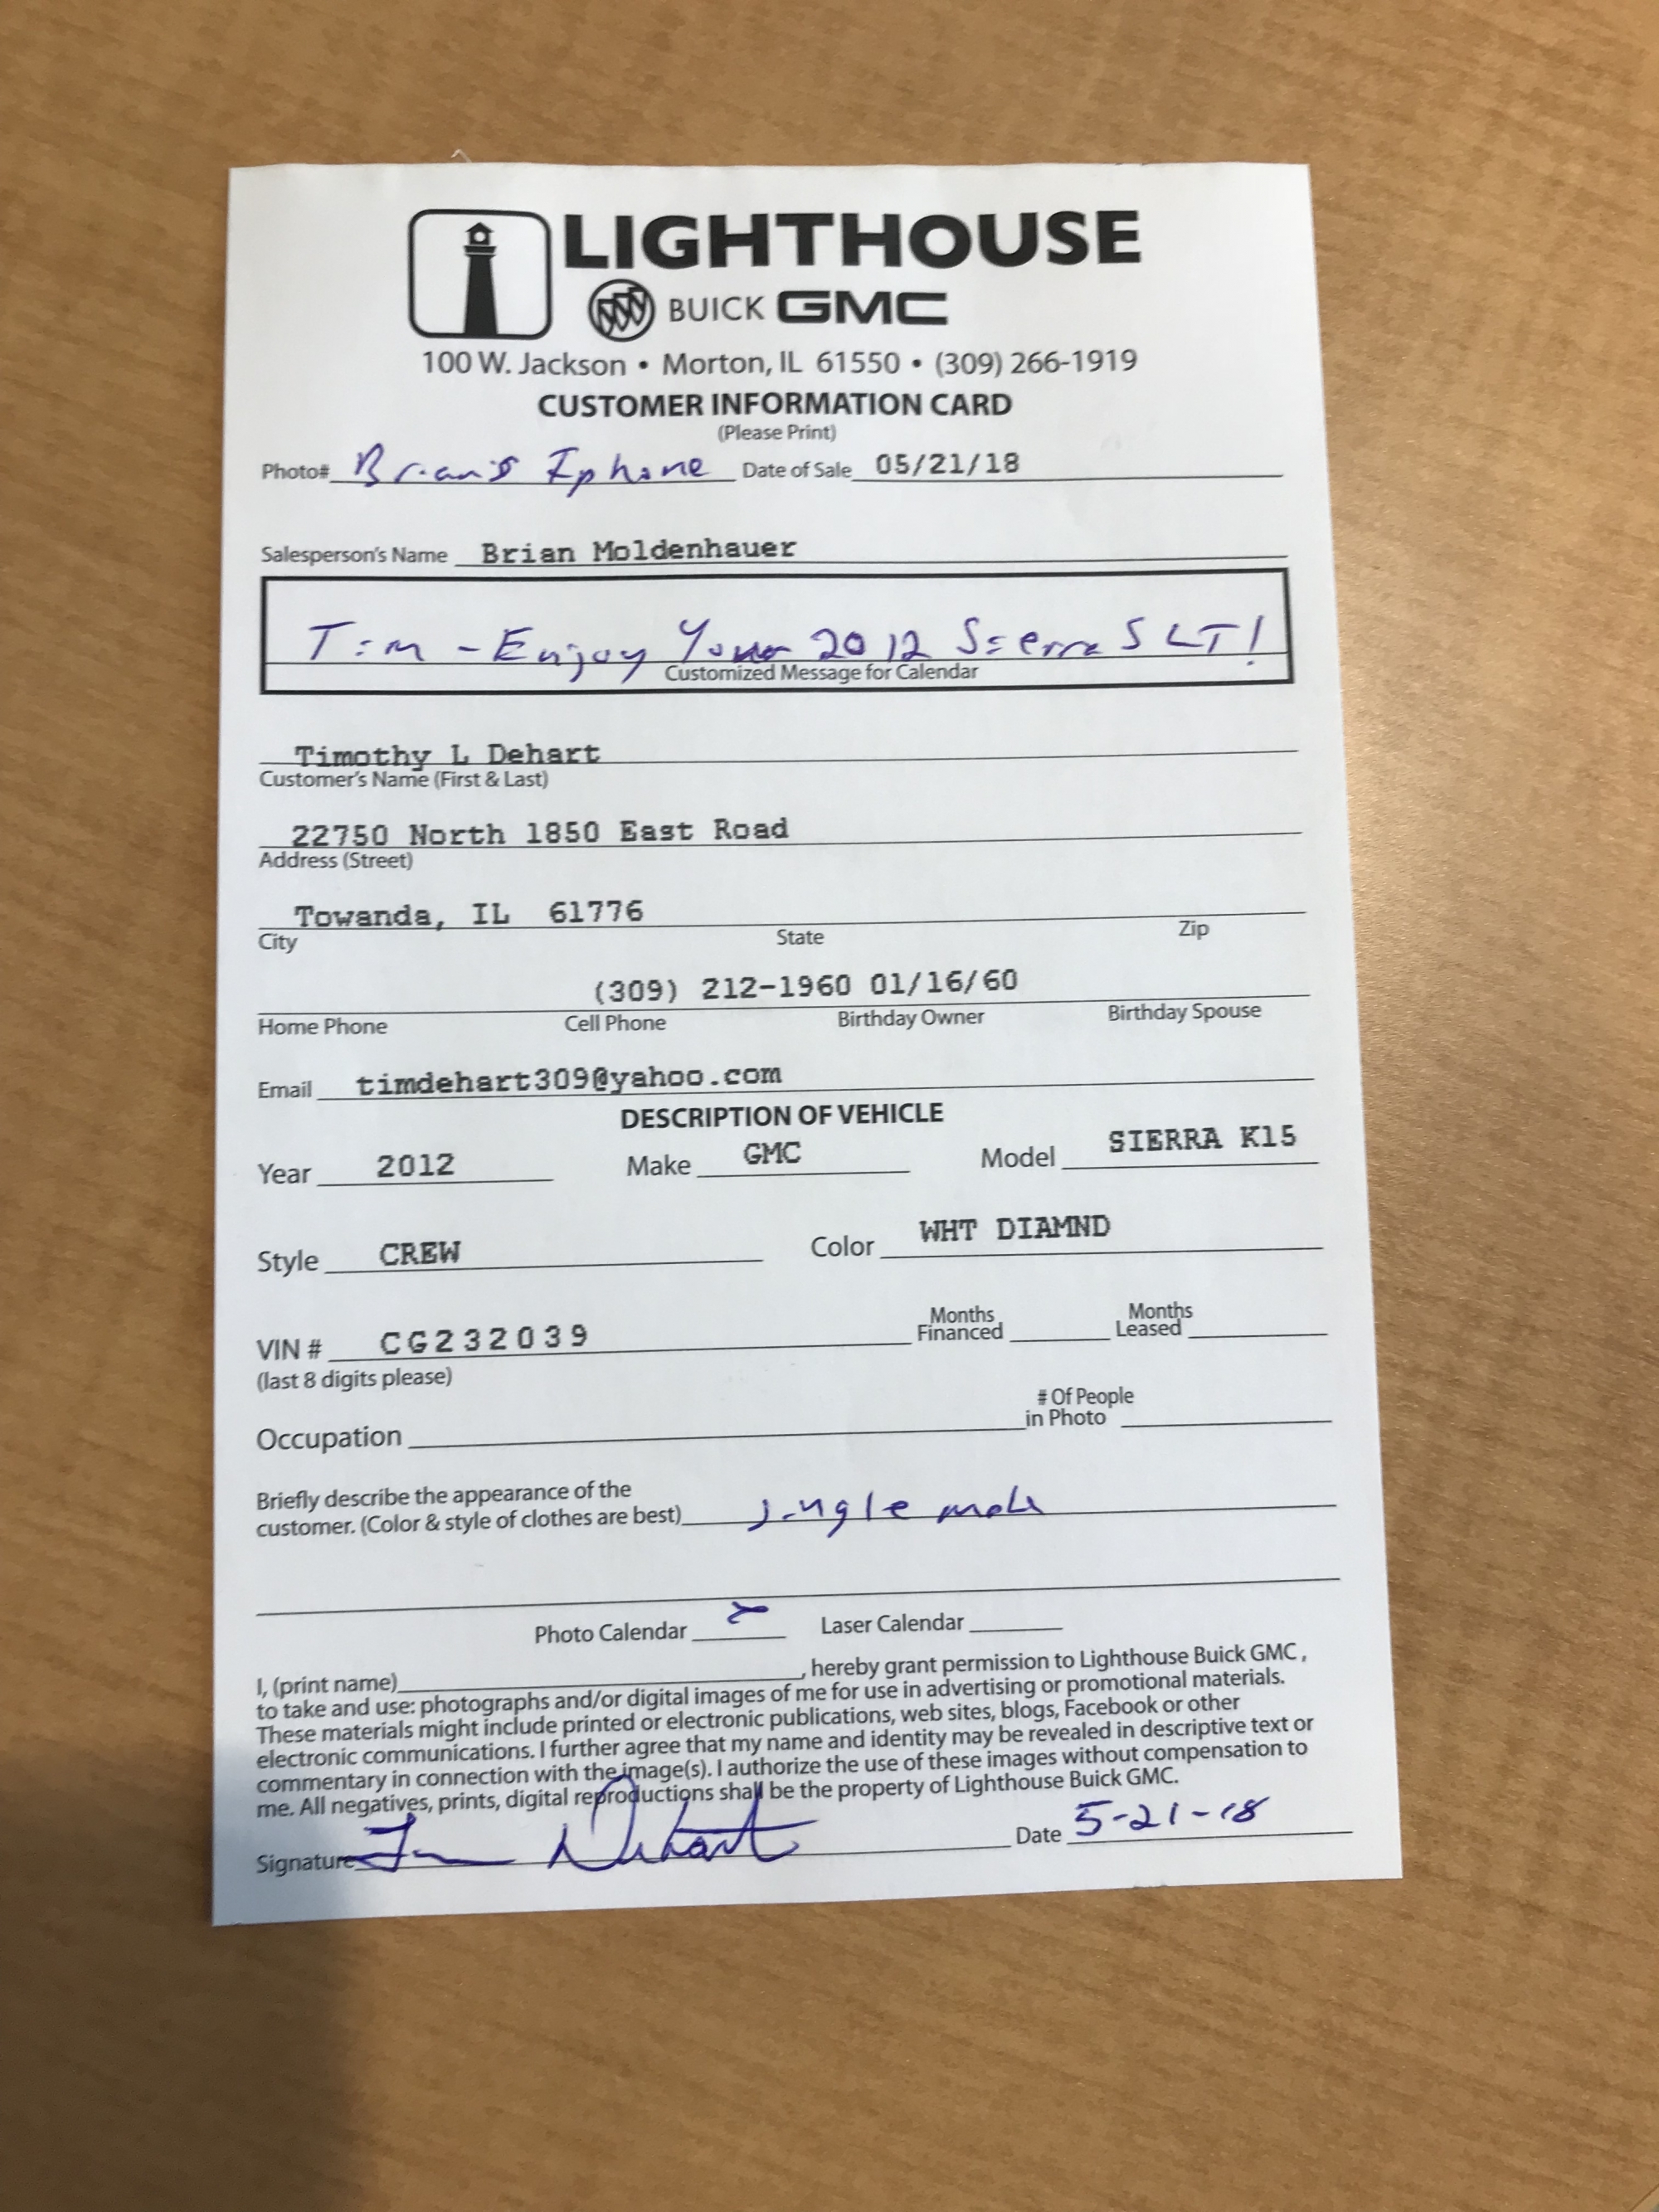 LIGHTHOUSE
BUICK GMC
100 W. Jackson • Morton, IL 61550 • (309) 266-1919
CUSTOMER INFORMATION CARD
(Please Print)
Photo# Brian's Iphone Date of Sale 05/21/18
Salesperson's Name Brian Moldenhauer
Tim - Enjoy Your 2012 Sierra SLT!
Customized Message for Calendar
Timothy L Dehart
Customer's Name (First & Last)
22750 North 1850 East Road
Address (Street)
Towanda, IL 61776
City State Zip
(309) 212-1960 01/16/60
Home Phone Cell Phone Birthday Owner Birthday Spouse
Email timdehart309@yahoo.com
DESCRIPTION OF VEHICLE
Year 2012 Make GMC Model SIERRA K15
Style CREW Color WHT DIAMND
Months Months
VIN # CG232039 Financed Leased
(last 8 digits please)
# Of People
Occupation in Photo
Briefly describe the appearance of the
customer. (Color & style of clothes are best) single male
Photo Calendar Laser Calendar
I, (print name) , hereby grant permission to Lighthouse Buick GMC ,
to take and use: photographs and/or digital images of me for use in advertising or promotional materials.
These materials might include printed or electronic publications, web sites, blogs, Facebook or other
electronic communications. I further agree that my name and identity may be revealed in descriptive text or
commentary in connection with the image(s). I authorize the use of these images without compensation to
me. All negatives, prints, digital reproductions shall be the property of Lighthouse Buick GMC.
Signature Tim Dehart Date 5-21-18